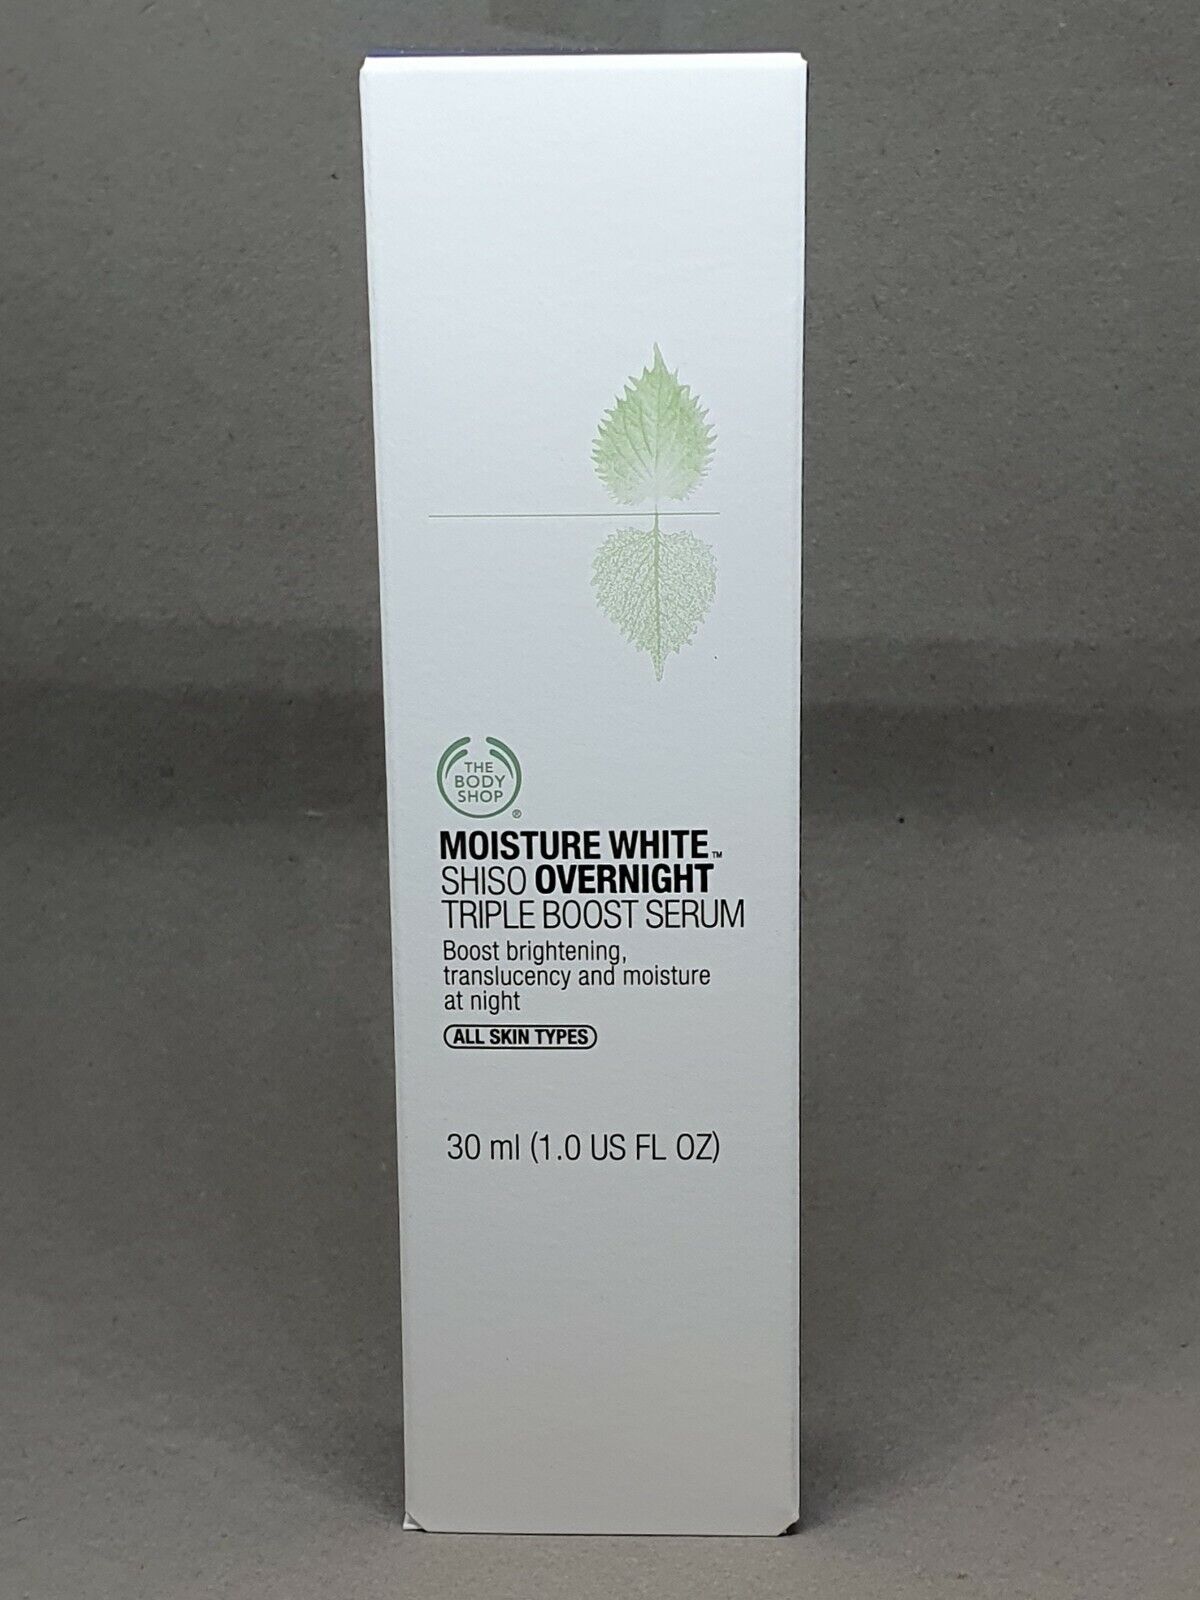 THE
BODY
SHOP®
MOISTURE WHITE™
SHISO OVERNIGHT
TRIPLE BOOST SERUM
Boost brightening,
translucency and moisture
at night
ALL SKIN TYPES
30 ml (1.0 US FL OZ)